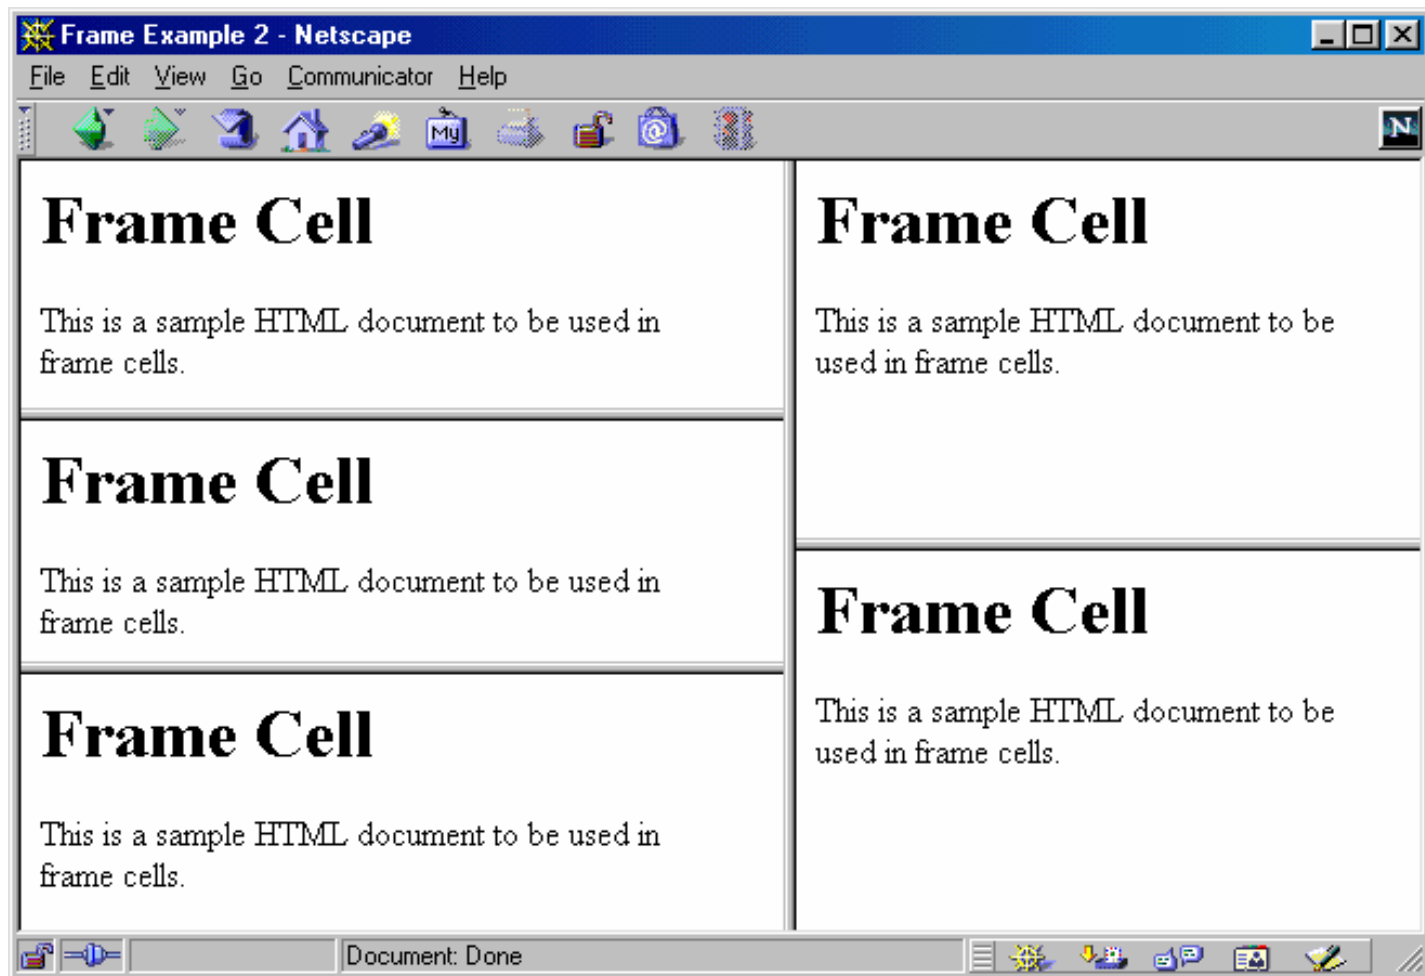 Frame Example 2 - Netscape
File Edit View Go Communicator Help
My
@
N
Frame Cell
This is a sample HTML document to be used in
frame cells.
Frame Cell
This is a sample HTML document to be used in
frame cells.
Frame Cell
This is a sample HTML document to be used in
frame cells.
Frame Cell
This is a sample HTML document to be
used in frame cells.
Frame Cell
This is a sample HTML document to be
used in frame cells.
Document: Done